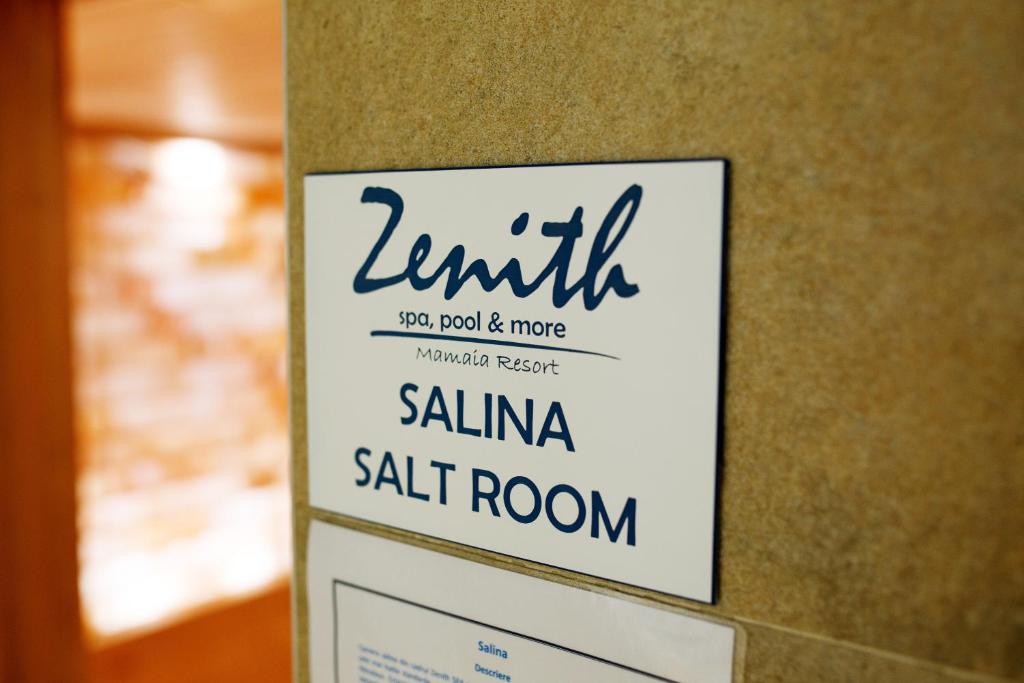 Zenith
spa, pool & more
Mamaia Resort
SALINA
SALT ROOM
Salina
Descriere